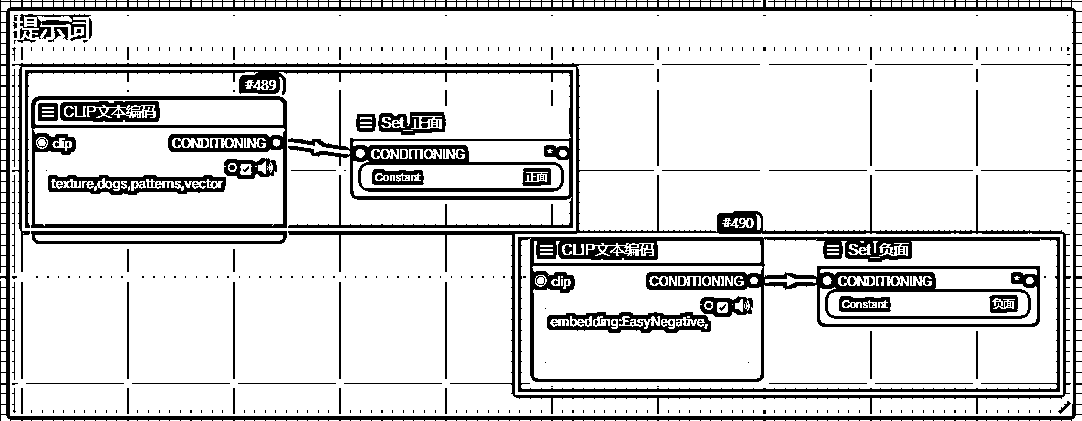 提示词
#489
CLIP文本编码
Set_正面
clip
CONDITIONING
CONDITIONING
Constant
正面
texture,dogs,patterns,vector
#490
CLIP文本编码
Set_负面
clip
CONDITIONING
CONDITIONING
Constant
负面
embedding:EasyNegative,